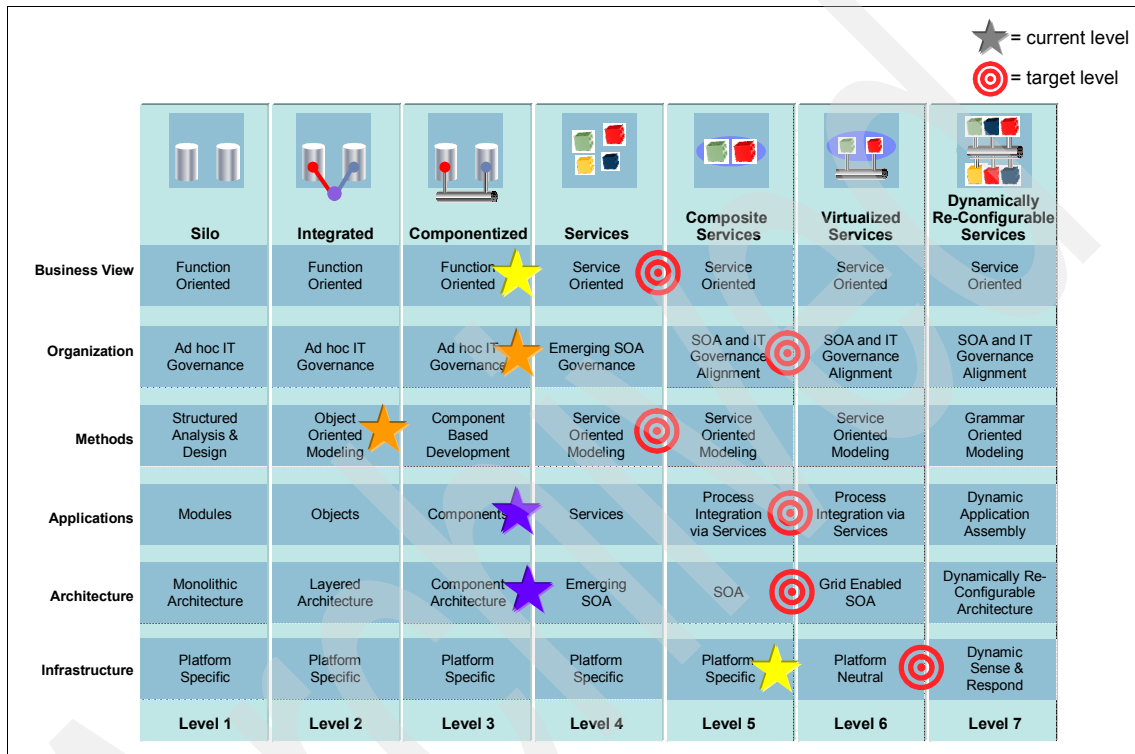 = current level
= target level
Silo
Integrated
Componentized
Services
Composite
Services
Virtualized
Services
Dynamically
Re-Configurable
Services
Business View
Function
Oriented
Function
Oriented
Function
Oriented
Service
Oriented
Service
Oriented
Service
Oriented
Service
Oriented
Organization
Ad hoc IT
Governance
Ad hoc IT
Governance
Ad hoc IT
Governance
Emerging SOA
Governance
SOA and IT
Governance
Alignment
SOA and IT
Governance
Alignment
SOA and IT
Governance
Alignment
Methods
Structured
Analysis &
Design
Object
Oriented
Modeling
Component
Based
Development
Service
Oriented
Modeling
Service
Oriented
Modeling
Service
Oriented
Modeling
Grammar
Oriented
Modeling
Applications
Modules
Objects
Components
Services
Process
Integration
via Services
Process
Integration via
Services
Dynamic
Application
Assembly
Architecture
Monolithic
Architecture
Layered
Architecture
Component
Architecture
Emerging
SOA
SOA
Grid Enabled
SOA
Dynamically Re-
Configurable
Architecture
Infrastructure
Platform
Specific
Platform
Specific
Platform
Specific
Platform
Specific
Platform
Specific
Platform
Neutral
Dynamic
Sense &
Respond
Level 1
Level 2
Level 3
Level 4
Level 5
Level 6
Level 7